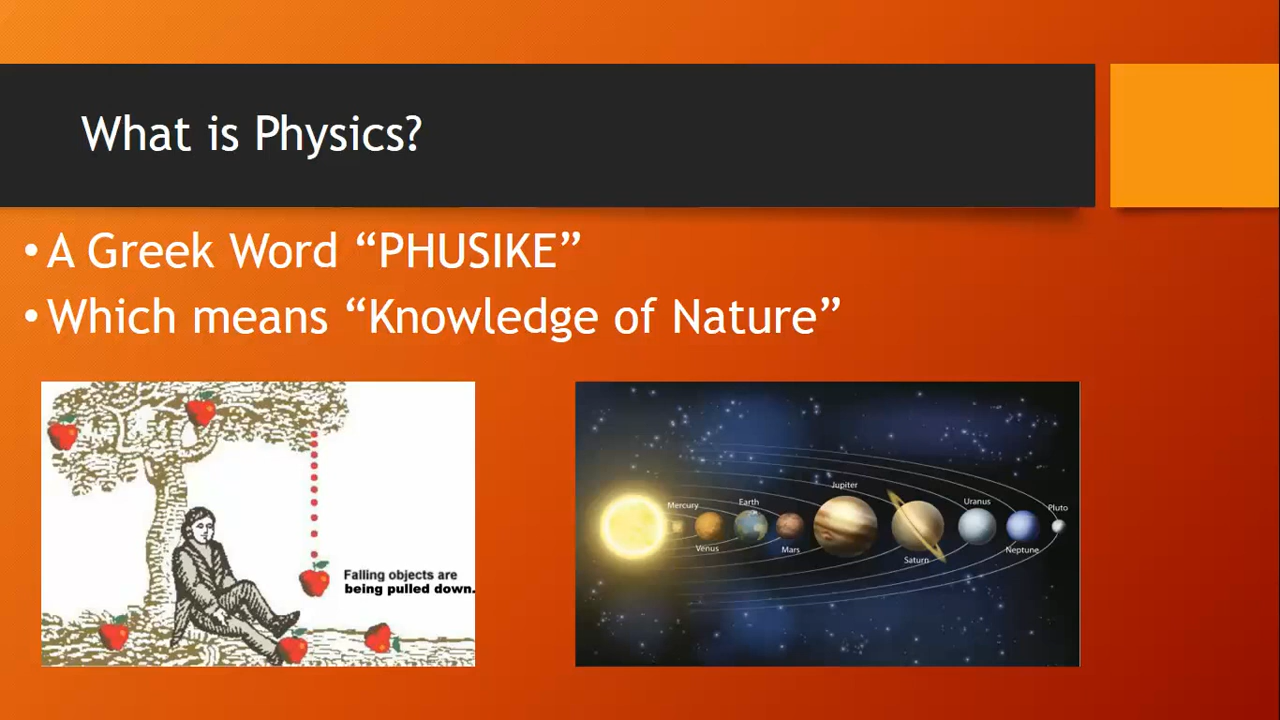 What is Physics?
• A Greek Word “PHUSIKE”
• Which means “Knowledge of Nature”
Falling objects are
being pulled down.
Mercury
Venus
Earth
Mars
Jupiter
Saturn
Uranus
Neptune
Pluto